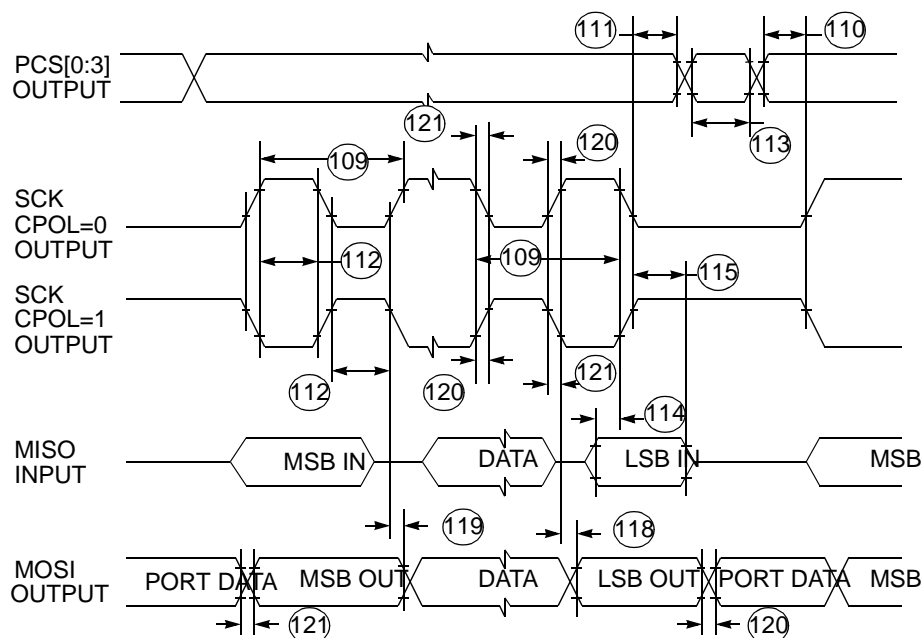 111
110
PCS[0:3]
OUTPUT
121
120
113
109
SCK
CPOL=0
OUTPUT
112
109
115
SCK
CPOL=1
OUTPUT
112
120
121
114
MISO
INPUT
MSB IN
DATA
LSB IN
MSB
119
118
MOSI
OUTPUT
PORT DATA
MSB OUT
DATA
LSB OUT
PORT DATA
MSB
121
120